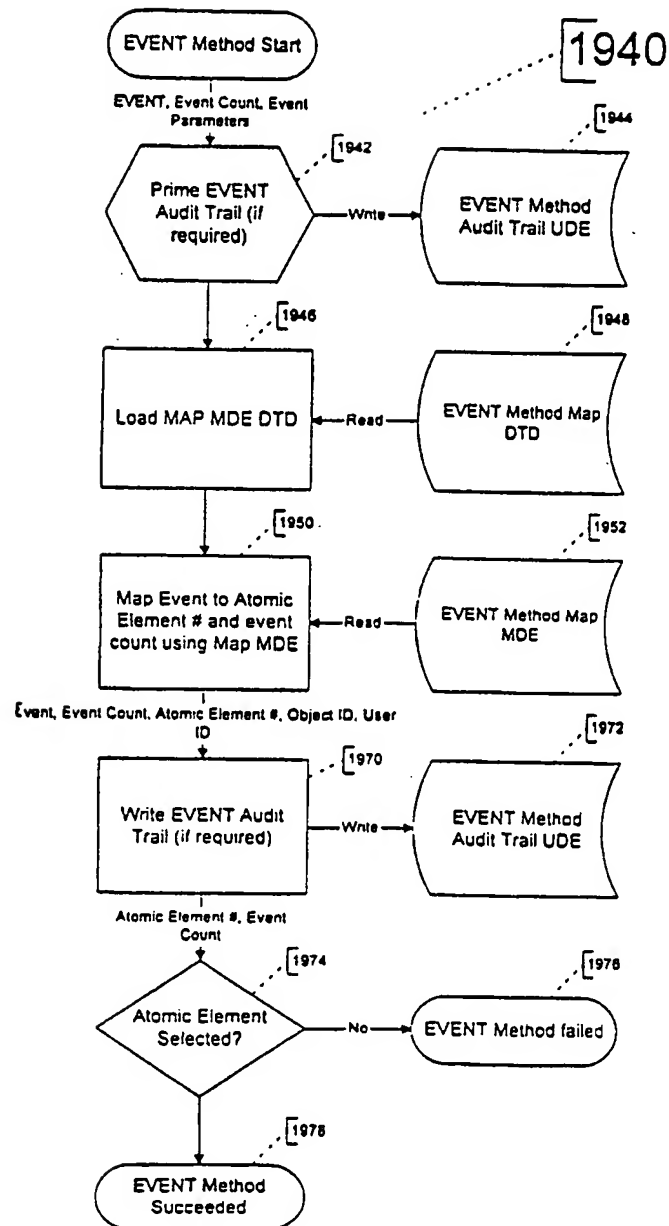 EVENT Method Start
1940
EVENT, Event Count, Event
Parameters
1942
1944
Prime EVENT
Audit Trail (if
required)
Write
EVENT Method
Audit Trail UDE
1946
1948
Load MAP MDE DTD
Read
EVENT Method Map
DTD
1950
1952
Map Event to Atomic
Element # and event
count using Map MDE
Read
EVENT Method Map
MDE
Event, Event Count, Atomic Element #, Object ID, User
ID
1970
1972
Write EVENT Audit
Trail (if required)
Write
EVENT Method
Audit Trail UDE
Atomic Element #, Event
Count
1974
1976
Atomic Element
Selected?
No
EVENT Method failed
1978
EVENT Method
Succeeded